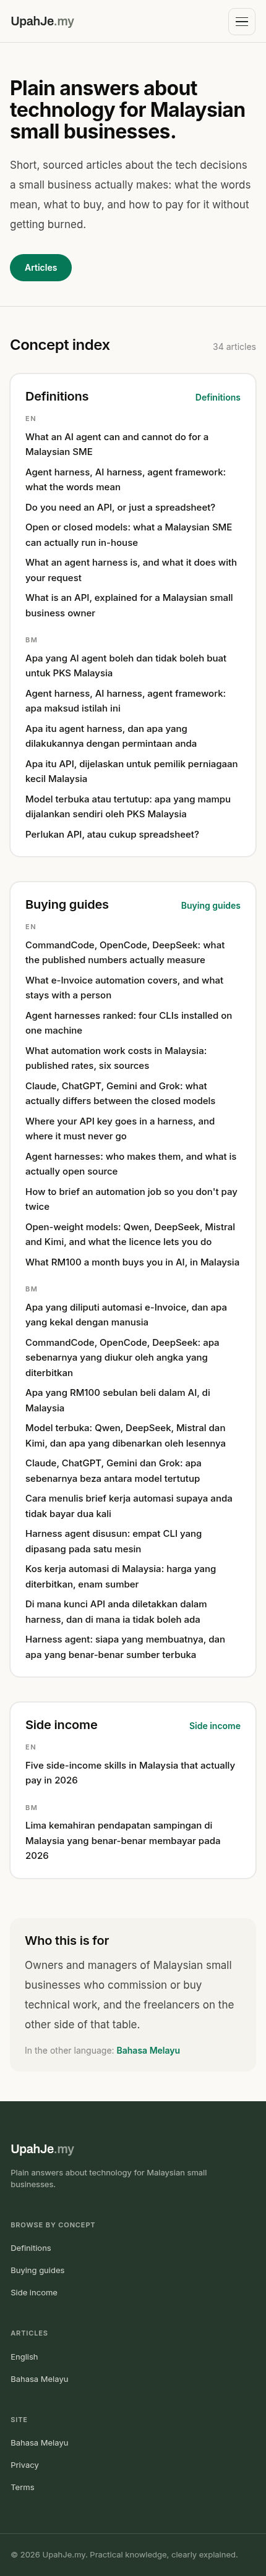 UpahJe.my
Plain answers about
technology for Malaysian
small businesses.
Short, sourced articles about the tech decisions
a small business actually makes: what the words
mean, what to buy, and how to pay for it without
getting burned.
Articles
Concept index
34 articles
Definitions
Definitions
EN
What an AI agent can and cannot do for a
Malaysian SME
Agent harness, AI harness, agent framework:
what the words mean
Do you need an API, or just a spreadsheet?
Open or closed models: what a Malaysian SME
can actually run in-house
What an agent harness is, and what it does with
your request
What is an API, explained for a Malaysian small
business owner
BM
Apa yang AI agent boleh dan tidak boleh buat
untuk PKS Malaysia
Agent harness, AI harness, agent framework:
apa maksud istilah ini
Apa itu agent harness, dan apa yang
dilakukannya dengan permintaan anda
Apa itu API, dijelaskan untuk pemilik perniagaan
kecil Malaysia
Model terbuka atau tertutup: apa yang mampu
dijalankan sendiri oleh PKS Malaysia
Perlukan API, atau cukup spreadsheet?
Buying guides
Buying guides
EN
CommandCode, OpenCode, DeepSeek: what
the published numbers actually measure
What e-Invoice automation covers, and what
stays with a person
Agent harnesses ranked: four CLIs installed on
one machine
What automation work costs in Malaysia:
published rates, six sources
Claude, ChatGPT, Gemini and Grok: what
actually differs between the closed models
Where your API key goes in a harness, and
where it must never go
Agent harnesses: who makes them, and what is
actually open source
How to brief an automation job so you don't pay
twice
Open-weight models: Qwen, DeepSeek, Mistral
and Kimi, and what the licence lets you do
What RM100 a month buys you in AI, in Malaysia
BM
Apa yang diliputi automasi e-Invoice, dan apa
yang kekal dengan manusia
CommandCode, OpenCode, DeepSeek: apa
sebenarnya yang diukur oleh angka yang
diterbitkan
Apa yang RM100 sebulan beli dalam AI, di
Malaysia
Model terbuka: Qwen, DeepSeek, Mistral dan
Kimi, dan apa yang dibenarkan oleh lesennya
Claude, ChatGPT, Gemini dan Grok: apa
sebenarnya beza antara model tertutup
Cara menulis brief kerja automasi supaya anda
tidak bayar dua kali
Harness agent disusun: empat CLI yang
dipasang pada satu mesin
Kos kerja automasi di Malaysia: harga yang
diterbitkan, enam sumber
Di mana kunci API anda diletakkan dalam
harness, dan di mana ia tidak boleh ada
Harness agent: siapa yang membuatnya, dan
apa yang benar-benar sumber terbuka
Side income
Side income
EN
Five side-income skills in Malaysia that actually
pay in 2026
BM
Lima kemahiran pendapatan sampingan di
Malaysia yang benar-benar membayar pada
2026
Who this is for
Owners and managers of Malaysian small
businesses who commission or buy
technical work, and the freelancers on the
other side of that table.
In the other language: Bahasa Melayu
UpahJe.my
Plain answers about technology for Malaysian small
businesses.
BROWSE BY CONCEPT
Definitions
Buying guides
Side income
ARTICLES
English
Bahasa Melayu
SITE
Bahasa Melayu
Privacy
Terms
© 2026 UpahJe.my. Practical knowledge, clearly explained.